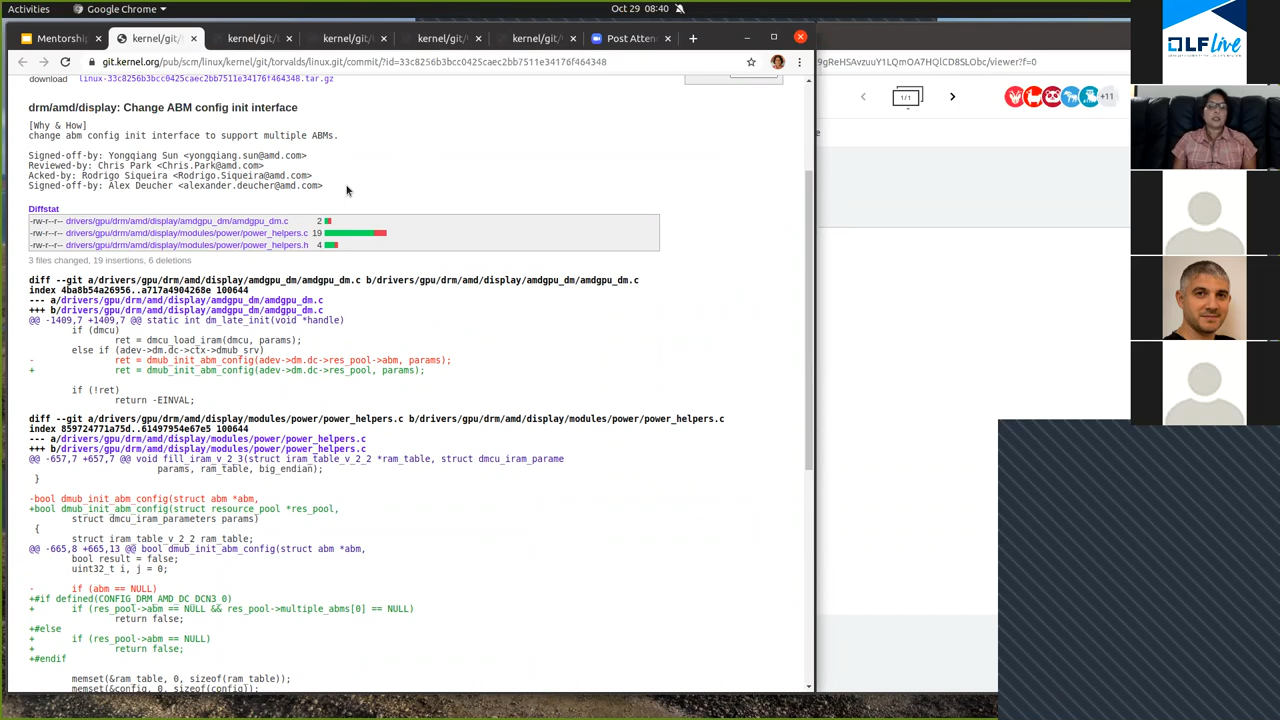 Activities
Google Chrome
Oct 29 08:40
Mentorship
kernel/git/
kernel/git/
kernel/git/
kernel/git/
kernel/git/
Post Atten
git.kernel.org/pub/scm/linux/kernel/git/torvalds/linux.git/commit/?id=33c8256b3bcc0425caec2bb7511e34176f464348
9gReHSAvzuuY1LQmOA7HQlCD8SLObc/viewer?f=0
1/1
+11
download linux-33c8256b3bcc0425caec2bb7511e34176f464348.tar.gz
drm/amd/display: Change ABM config init interface
[Why & How]
change abm config init interface to support multiple ABMs.
Signed-off-by: Yongqiang Sun <yongqiang.sun@amd.com>
Reviewed-by: Chris Park <Chris.Park@amd.com>
Acked-by: Rodrigo Siqueira <Rodrigo.Siqueira@amd.com>
Signed-off-by: Alex Deucher <alexander.deucher@amd.com>
Diffstat
-rw-r--r-- drivers/gpu/drm/amd/display/amdgpu_dm/amdgpu_dm.c 2
-rw-r--r-- drivers/gpu/drm/amd/display/modules/power/power_helpers.c 19
-rw-r--r-- drivers/gpu/drm/amd/display/modules/power/power_helpers.h 4
3 files changed, 19 insertions, 6 deletions
diff --git a/drivers/gpu/drm/amd/display/amdgpu_dm/amdgpu_dm.c b/drivers/gpu/drm/amd/display/amdgpu_dm/amdgpu_dm.c
index 4ba8b54a26956..a717a4904268e 100644
--- a/drivers/gpu/drm/amd/display/amdgpu_dm/amdgpu_dm.c
+++ b/drivers/gpu/drm/amd/display/amdgpu_dm/amdgpu_dm.c
@@ -1409,7 +1409,7 @@ static int dm_late_init(void *handle)
if (dmcu)
ret = dmcu_load_iram(dmcu, params);
else if (adev->dm.dc->ctx->dmub_srv)
- ret = dmub_init_abm_config(adev->dm.dc->res_pool->abm, params);
+ ret = dmub_init_abm_config(adev->dm.dc->res_pool, params);
if (!ret)
return -EINVAL;
diff --git a/drivers/gpu/drm/amd/display/modules/power/power_helpers.c b/drivers/gpu/drm/amd/display/modules/power/power_helpers.c
index 859724771a75d..61497954e67e5 100644
--- a/drivers/gpu/drm/amd/display/modules/power/power_helpers.c
+++ b/drivers/gpu/drm/amd/display/modules/power/power_helpers.c
@@ -657,7 +657,7 @@ void fill_iram_v_2_3(struct iram_table_v_2_2 *ram_table, struct dmcu_iram_parame
params, ram_table, big_endian);
}
-bool dmub_init_abm_config(struct abm *abm,
+bool dmub_init_abm_config(struct resource_pool *res_pool,
struct dmcu_iram_parameters params)
{
struct iram_table_v_2_2 ram_table;
@@ -665,8 +665,13 @@ bool dmub_init_abm_config(struct abm *abm,
bool result = false;
uint32_t i, j = 0;
- if (abm == NULL)
+#if defined(CONFIG_DRM_AMD_DC_DCN3_0)
+ if (res_pool->abm == NULL && res_pool->multiple_abms[0] == NULL)
return false;
+#else
+ if (res_pool->abm == NULL)
+ return false;
+#endif
memset(&ram_table, 0, sizeof(ram_table));
memset(&config, 0, sizeof(config));
LF Live